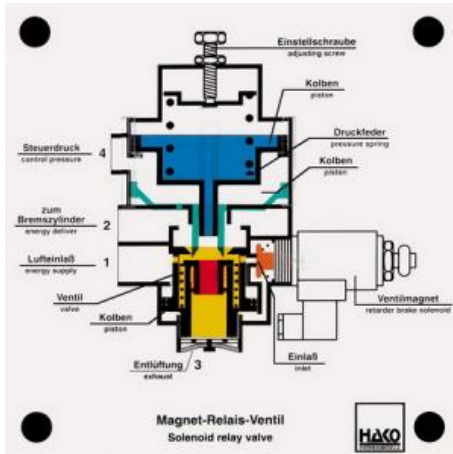 Einstellschraube
adjusting screw
Kolben
piston
Druckfeder
pressure spring
Kolben
piston
Steuerdruck
control pressure
4
zum
Bremszylinder
energy deliver
2
Lufteinlaß
energy supply
1
Ventil
valve
Kolben
piston
Entlüftung
exhaust
3
Einlaß
inlet
Ventilmagnet
retarder brake solenoid
Magnet-Relais-Ventil
Solenoid relay valve
HAKO